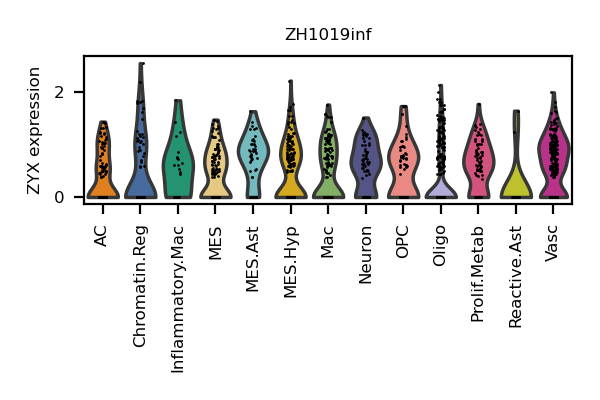 ZH1019inf
ZYX expression
2
0
AC
Chromatin.Reg
Inflammatory.Mac
MES
MES.Ast
MES.Hyp
Mac
Neuron
OPC
Oligo
Prolif.Metab
Reactive.Ast
Vasc